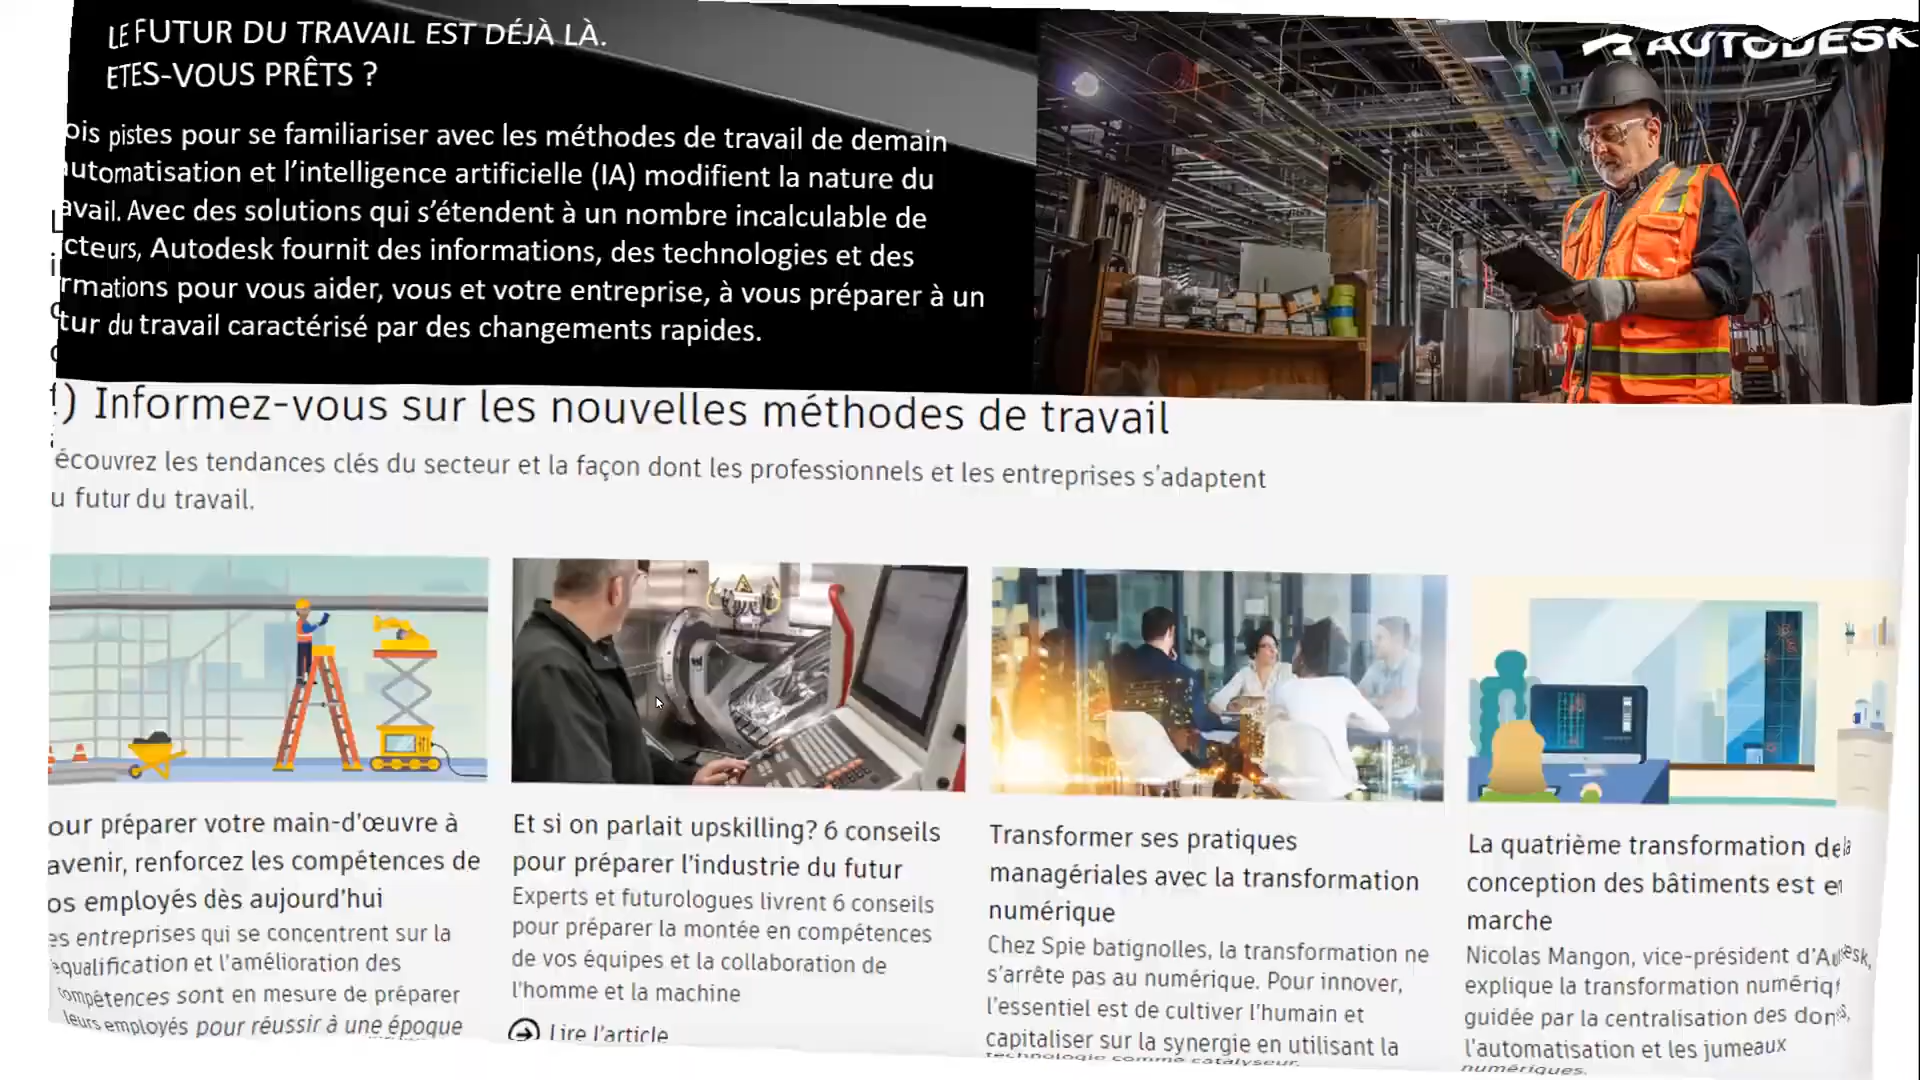 LE FUTUR DU TRAVAIL EST DÉJÀ LÀ.
ETES-VOUS PRÊTS ?
AUTODESK
ois pistes pour se familiariser avec les méthodes de travail de demain
automatisation et l’intelligence artificielle (IA) modifient la nature du
avail. Avec des solutions qui s’étendent à un nombre incalculable de
cteurs, Autodesk fournit des informations, des technologies et des
rmations pour vous aider, vous et votre entreprise, à vous préparer à un
tur du travail caractérisé par des changements rapides.
) Informez-vous sur les nouvelles méthodes de travail
écouvrez les tendances clés du secteur et la façon dont les professionnels et les entreprises s'adaptent
u futur du travail.
our préparer votre main-d'œuvre à
avenir, renforcez les compétences de
os employés dès aujourd'hui
es entreprises qui se concentrent sur la
equalification et l'amélioration des
ompétences sont en mesure de préparer
leurs employés pour réussir à une époque
Et si on parlait upskilling? 6 conseils
pour préparer l'industrie du futur
Experts et futurologues livrent 6 conseils
pour préparer la montée en compétences
de vos équipes et la collaboration de
l'homme et la machine
Lire l'article
Transformer ses pratiques
managériales avec la transformation
numérique
Chez Spie batignolles, la transformation ne
s'arrête pas au numérique. Pour innover,
l'essentiel est de cultiver l'humain et
capitaliser sur la synergie en utilisant la
technologie comme catalyseur.
La quatrième transformation de la
conception des bâtiments est en
marche
Nicolas Mangon, vice-président d'Autodesk,
explique la transformation numériq
guidée par la centralisation des données,
l'automatisation et les jumeaux
numériques.